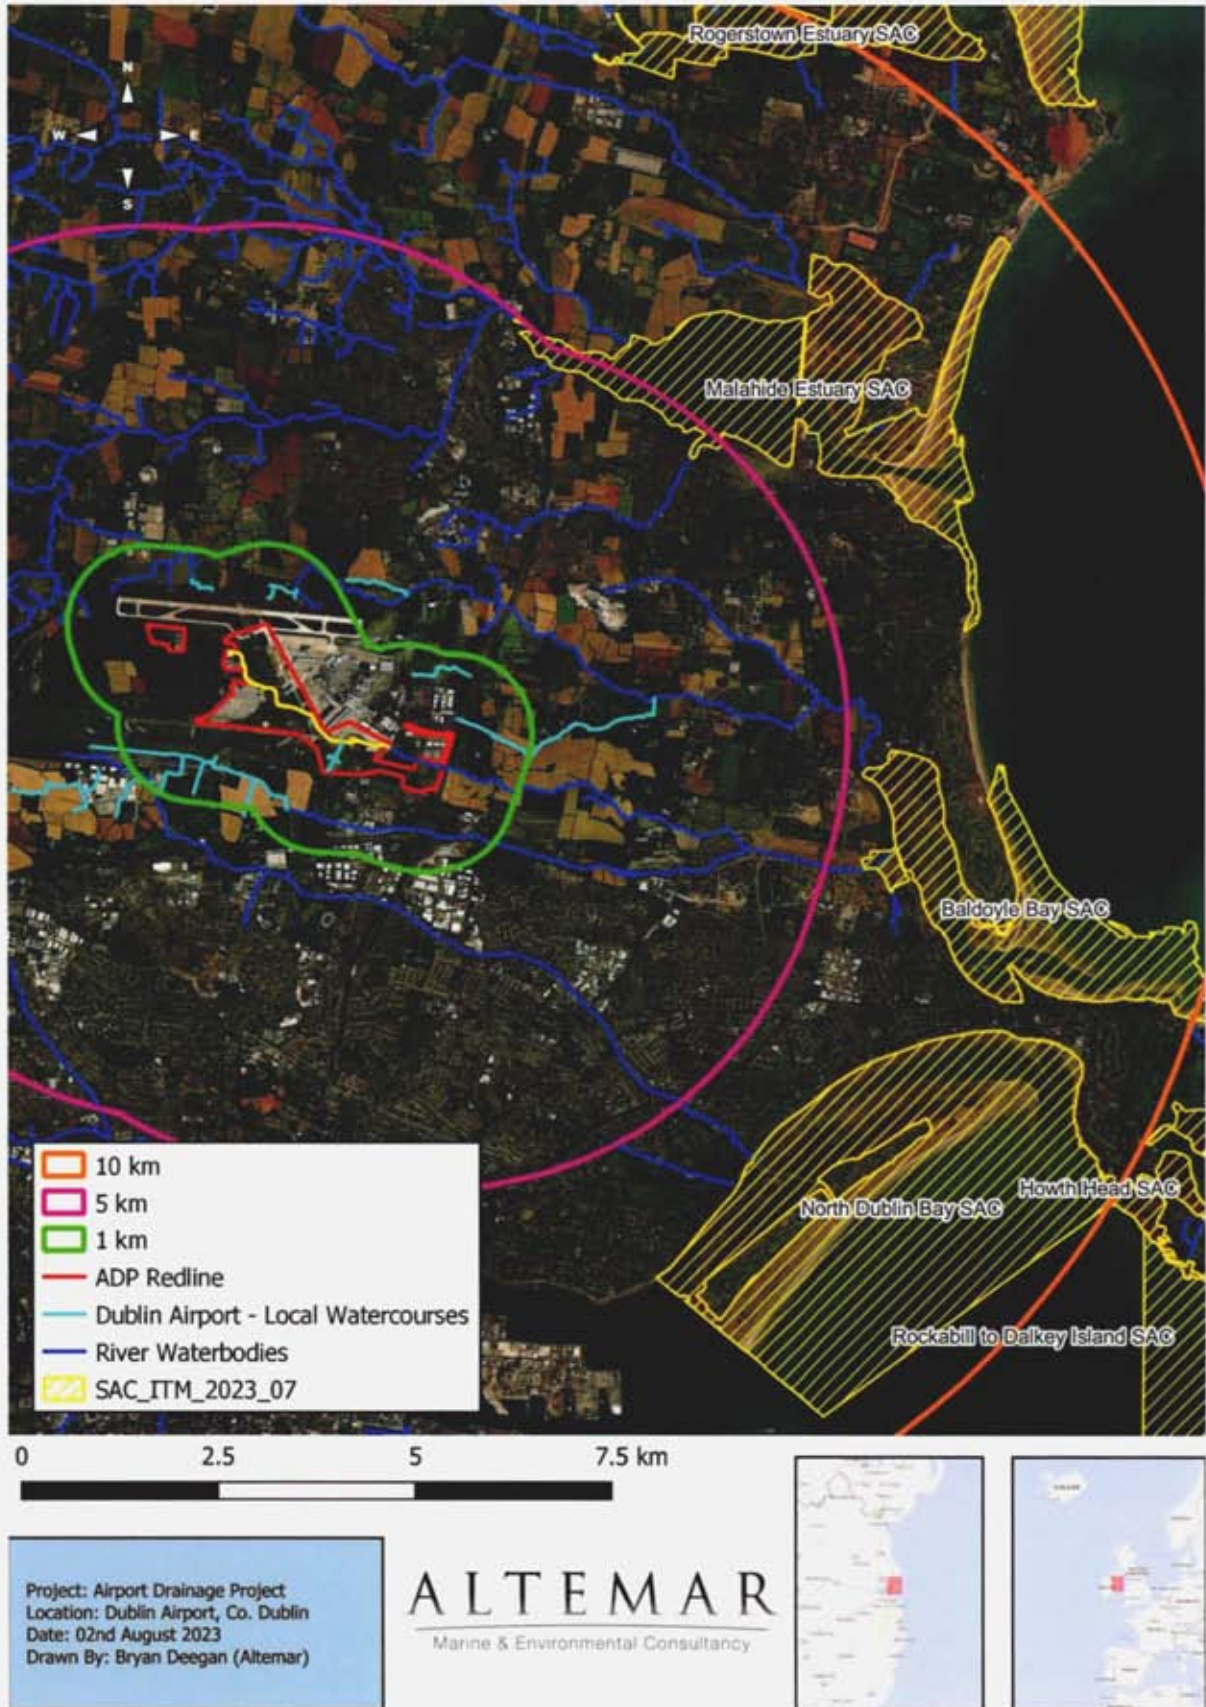 Rogerstown Estuary SAC
N
W
E
S
Malahide Estuary SAC
Baldoyle Bay SAC
North Dublin Bay SAC
Howth Head SAC
Rockabill to Dalkey Island SAC
10 km
5 km
1 km
ADP Redline
Dublin Airport - Local Watercourses
River Waterbodies
SAC_ITM_2023_07
0 2.5 5 7.5 km
Project: Airport Drainage Project
Location: Dublin Airport, Co. Dublin
Date: 02nd August 2023
Drawn By: Bryan Deegan (Altemar)
ALTEMAR
Marine & Environmental Consultancy